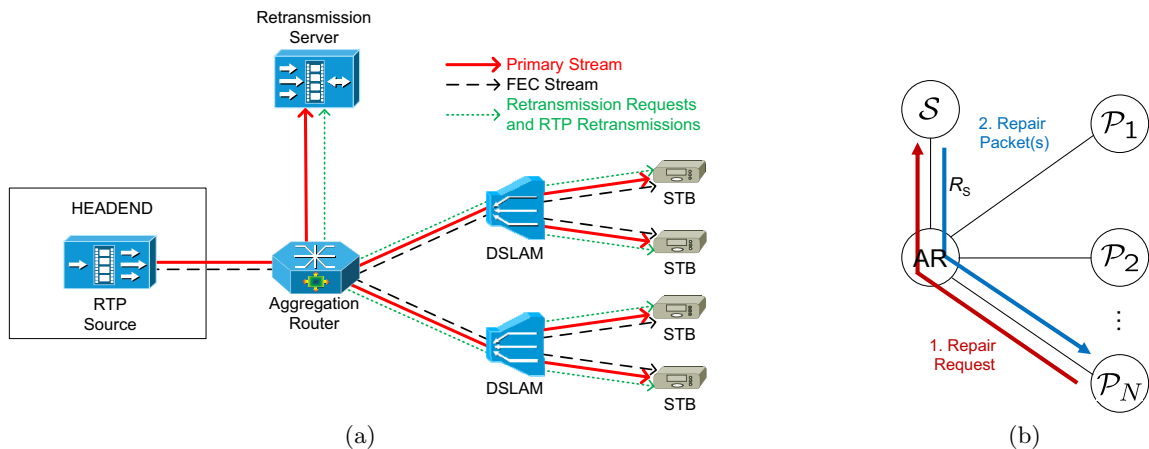 Retransmission
Server
Primary Stream
FEC Stream
Retransmission Requests
and RTP Retransmissions
HEADEND
RTP
Source
Aggregation
Router
DSLAM
DSLAM
STB
STB
STB
STB
(a)
S
P1
2. Repair
Packet(s)
RS
AR
P2
⋮
1. Repair
Request
PN
(b)